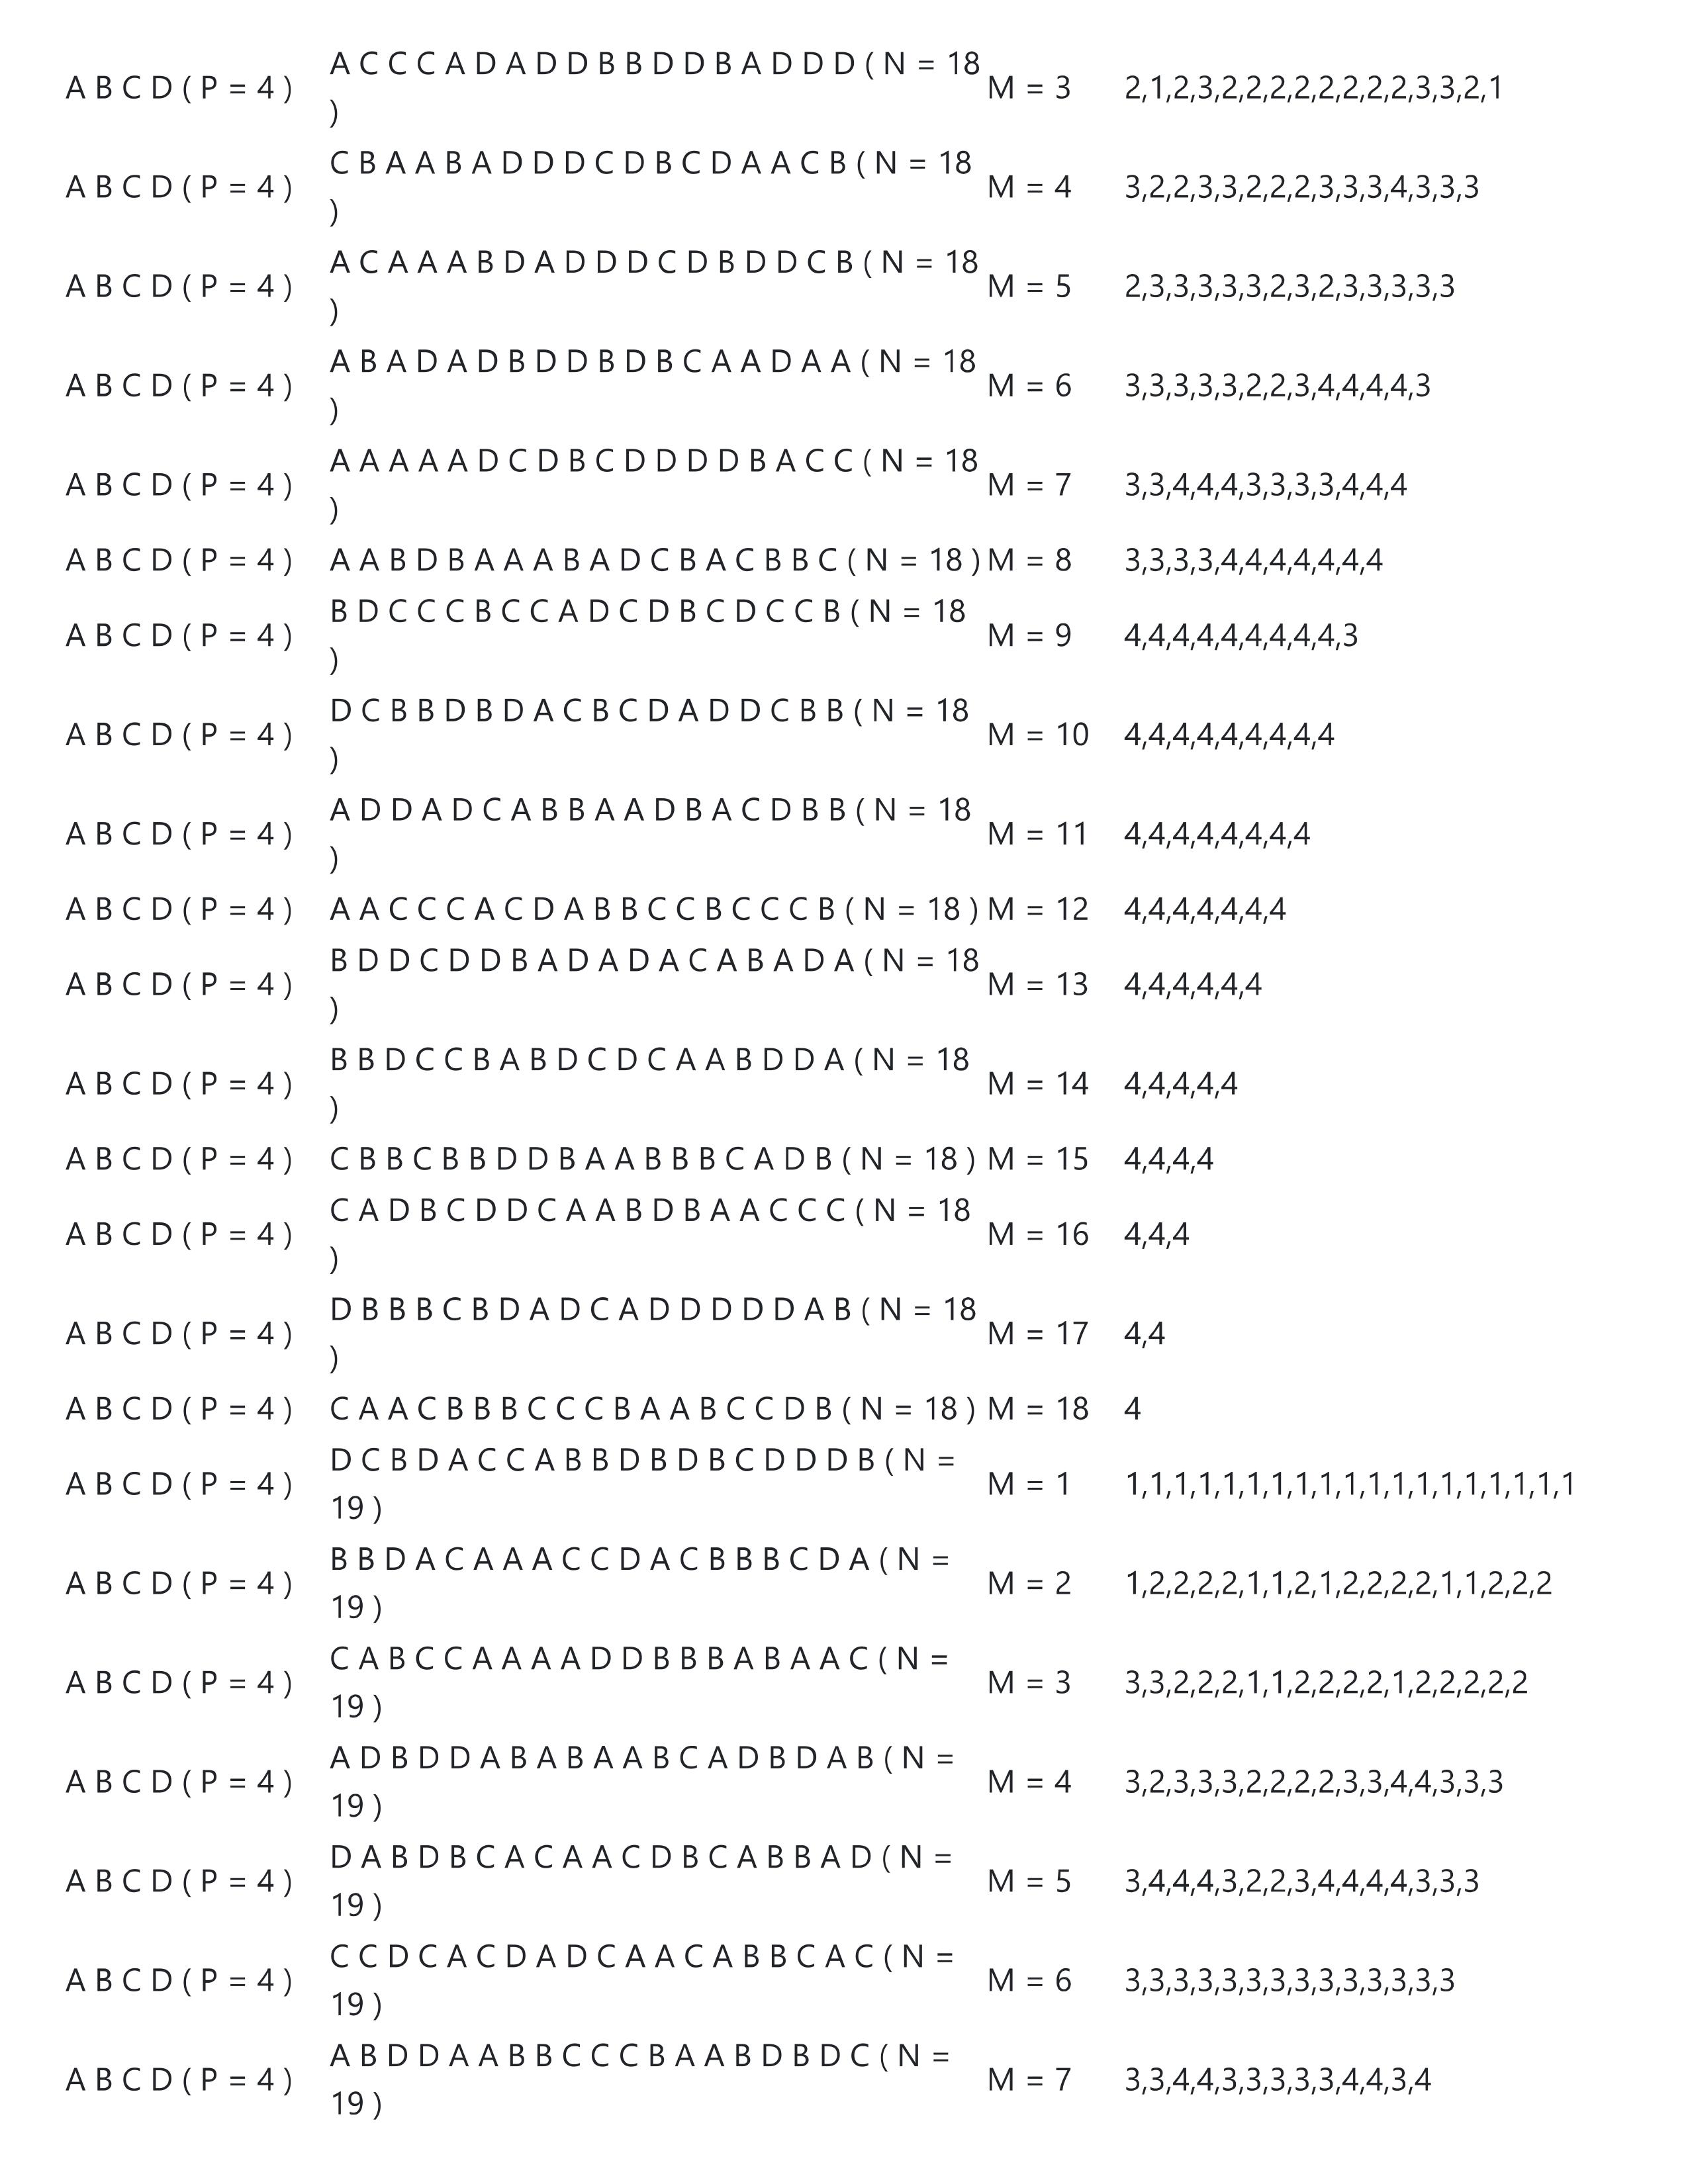 A B C D ( P = 4 ) A C C C A D A D D B B D D B A D D D ( N = 18 ) M = 3 2,1,2,3,2,2,2,2,2,2,2,2,3,3,2,1
A B C D ( P = 4 ) C B A A B A D D D C D B C D A A C B ( N = 18 ) M = 4 3,2,2,3,3,2,2,2,3,3,3,4,3,3,3
A B C D ( P = 4 ) A C A A A B D A D D D C D B D D C B ( N = 18 ) M = 5 2,3,3,3,3,3,2,3,2,3,3,3,3,3
A B C D ( P = 4 ) A B A D A D B D D B D B C A A D A A ( N = 18 ) M = 6 3,3,3,3,3,2,2,3,4,4,4,4,3
A B C D ( P = 4 ) A A A A A D C D B C D D D D B A C C ( N = 18 ) M = 7 3,3,4,4,4,3,3,3,3,4,4,4
A B C D ( P = 4 ) A A B D B A A A B A D C B A C B B C ( N = 18 ) M = 8 3,3,3,3,4,4,4,4,4,4,4
A B C D ( P = 4 ) B D C C C B C C A D C D B C D C C B ( N = 18 ) M = 9 4,4,4,4,4,4,4,4,4,3
A B C D ( P = 4 ) D C B B D B D A C B C D A D D C B B ( N = 18 ) M = 10 4,4,4,4,4,4,4,4,4
A B C D ( P = 4 ) A D D A D C A B B A A D B A C D B B ( N = 18 ) M = 11 4,4,4,4,4,4,4,4
A B C D ( P = 4 ) A A C C C A C D A B B C C B C C C B ( N = 18 ) M = 12 4,4,4,4,4,4,4
A B C D ( P = 4 ) B D D C D D B A D A D A C A B A D A ( N = 18 ) M = 13 4,4,4,4,4,4
A B C D ( P = 4 ) B B D C C B A B D C D C A A B D D A ( N = 18 ) M = 14 4,4,4,4,4
A B C D ( P = 4 ) C B B C B B D D B A A B B B C A D B ( N = 18 ) M = 15 4,4,4,4
A B C D ( P = 4 ) C A D B C D D C A A B D B A A C C C ( N = 18 ) M = 16 4,4,4
A B C D ( P = 4 ) D B B B C B D A D C A D D D D D A B ( N = 18 ) M = 17 4,4
A B C D ( P = 4 ) C A A C B B B C C C B A A B C C D B ( N = 18 ) M = 18 4
A B C D ( P = 4 ) D C B D A C C A B B D B D B C D D D B ( N = 19 ) M = 1 1,1,1,1,1,1,1,1,1,1,1,1,1,1,1,1,1,1,1
A B C D ( P = 4 ) B B D A C A A A C C D A C B B B C D A ( N = 19 ) M = 2 1,2,2,2,2,1,1,2,1,2,2,2,2,1,1,2,2,2
A B C D ( P = 4 ) C A B C C A A A A D D B B B A B A A C ( N = 19 ) M = 3 3,3,2,2,2,1,1,2,2,2,2,1,2,2,2,2,2
A B C D ( P = 4 ) A D B D D A B A B A A B C A D B D A B ( N = 19 ) M = 4 3,2,3,3,3,2,2,2,2,3,3,4,4,3,3,3
A B C D ( P = 4 ) D A B D B C A C A A C D B C A B B A D ( N = 19 ) M = 5 3,4,4,4,3,2,2,3,4,4,4,4,3,3,3
A B C D ( P = 4 ) C C D C A C D A D C A A C A B B C A C ( N = 19 ) M = 6 3,3,3,3,3,3,3,3,3,3,3,3,3,3
A B C D ( P = 4 ) A B D D A A B B C C C B A A B D B D C ( N = 19 ) M = 7 3,3,4,4,3,3,3,3,3,4,4,3,4